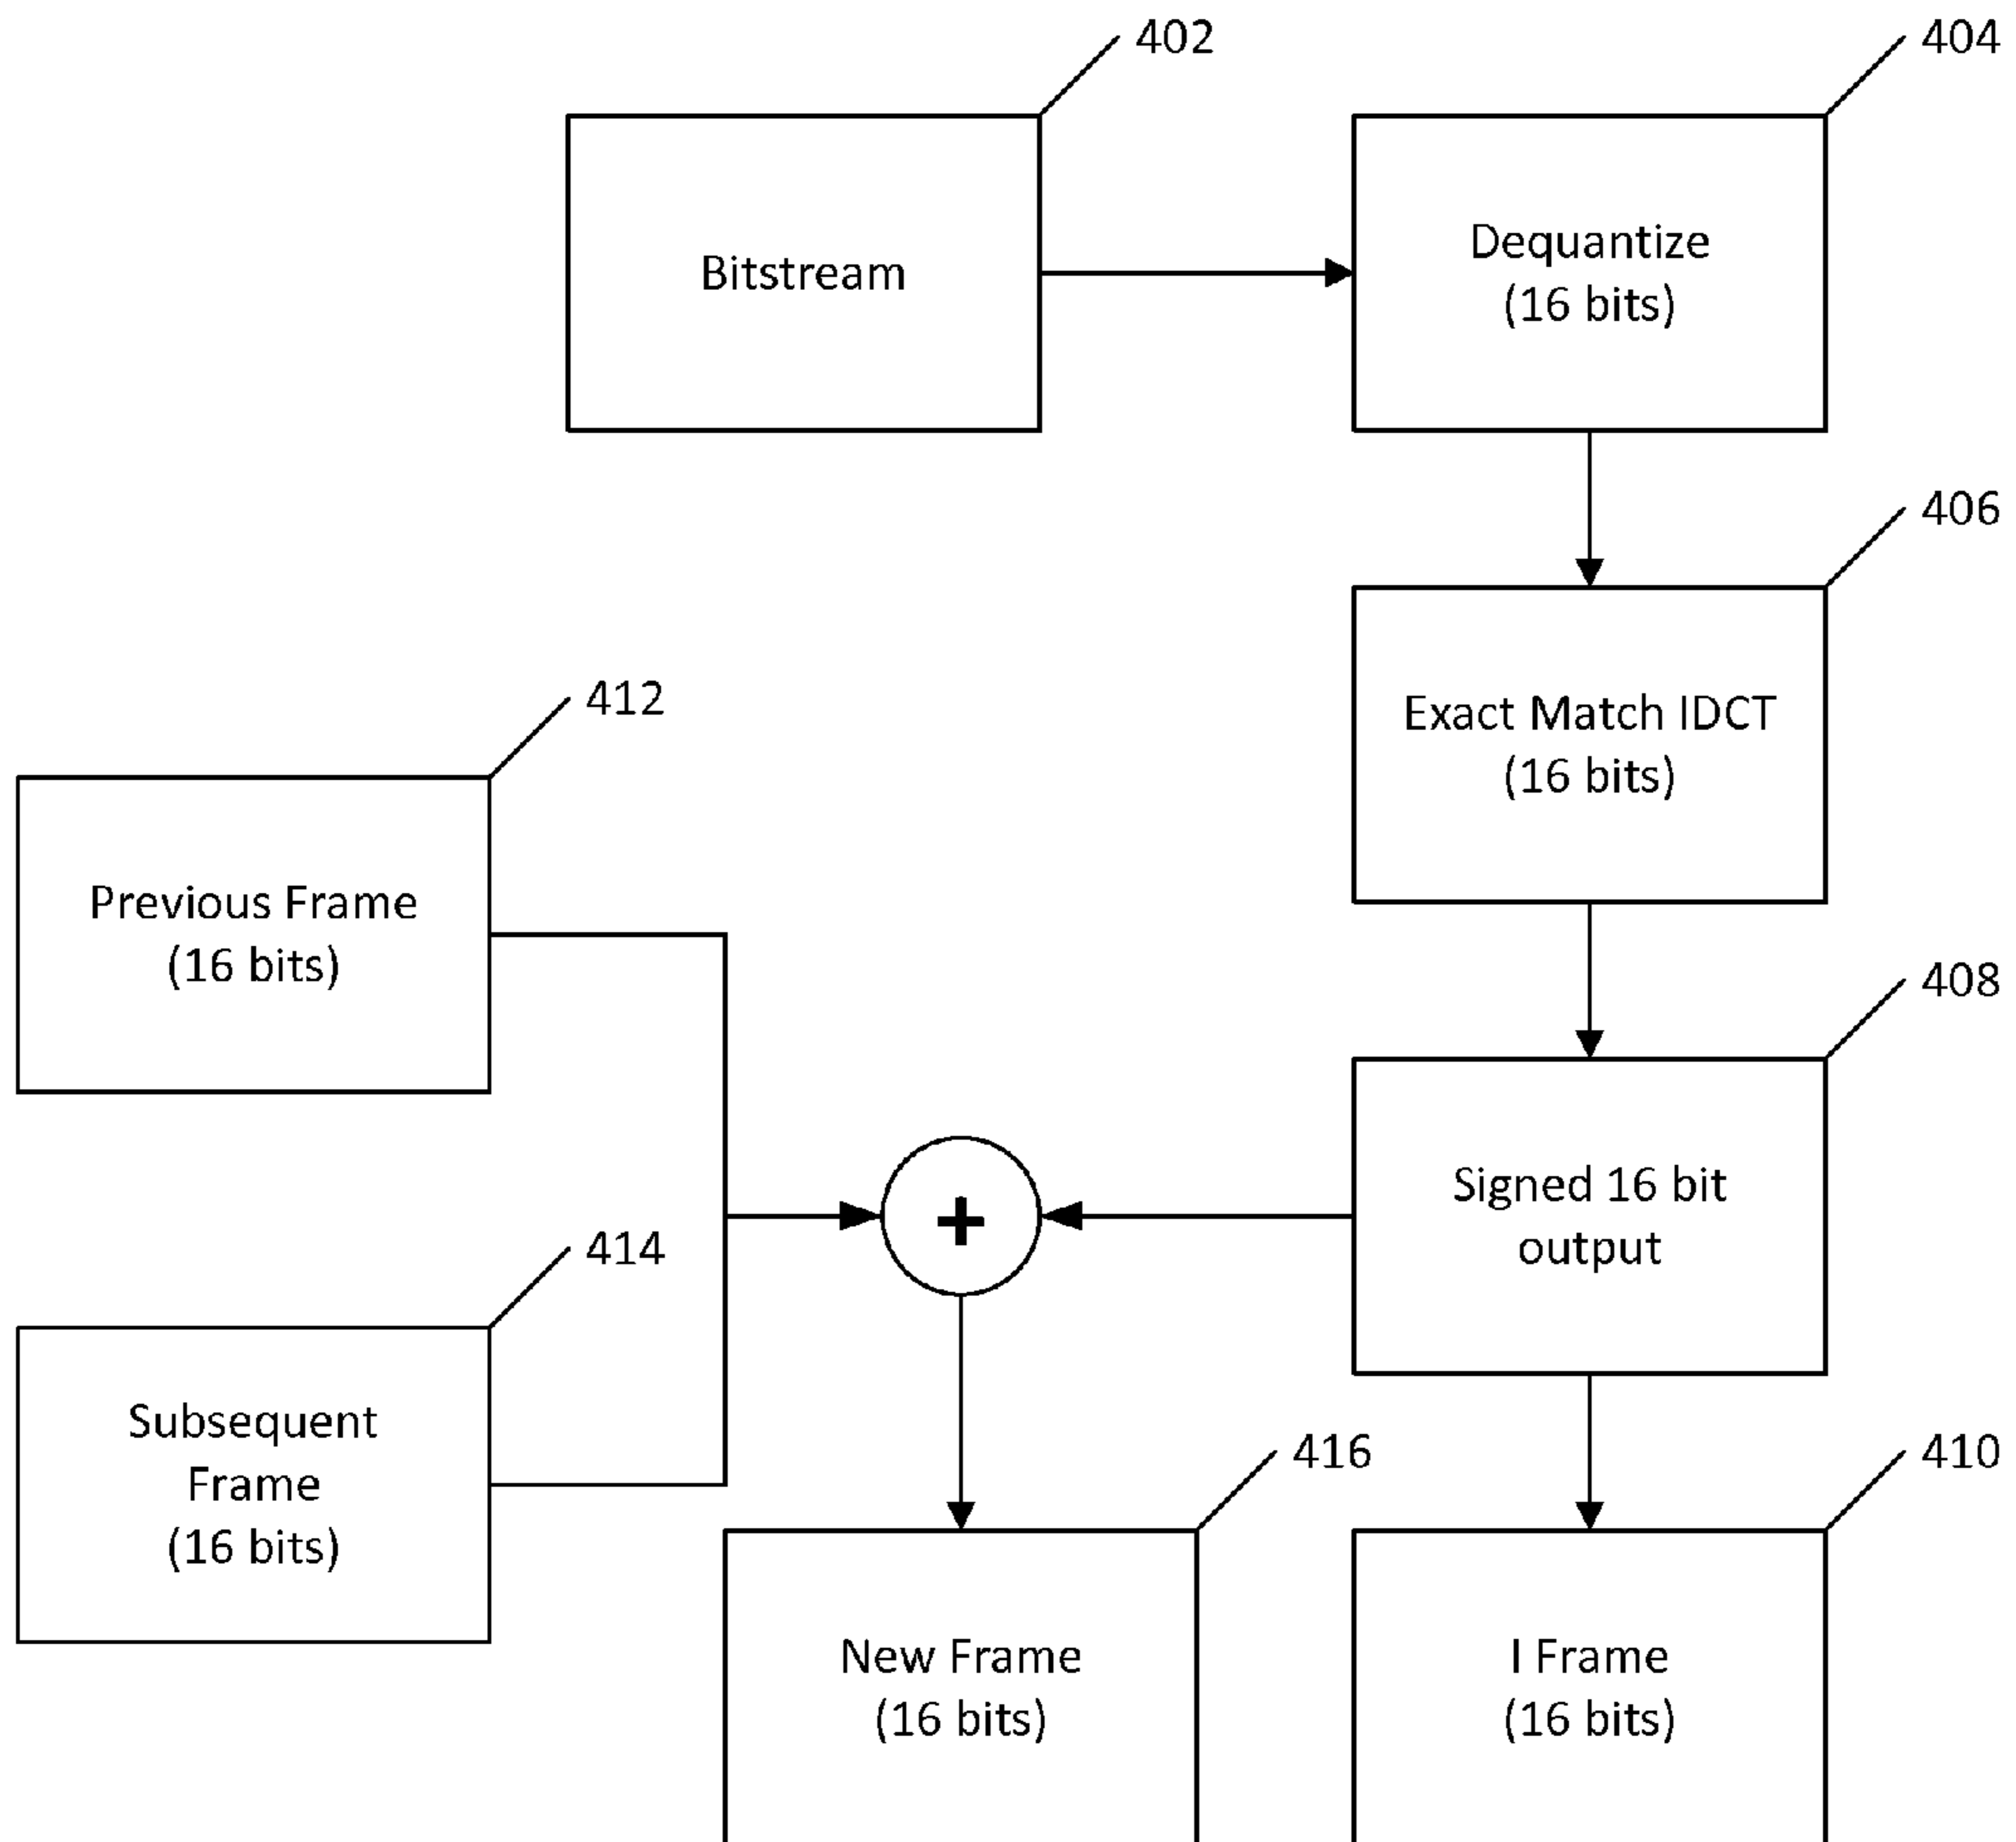 402
404
Bitstream
Dequantize
(16 bits)
406
Exact Match IDCT
(16 bits)
412
Previous Frame
(16 bits)
408
Signed 16 bit
output
+
414
Subsequent
Frame
(16 bits)
416
New Frame
(16 bits)
410
I Frame
(16 bits)